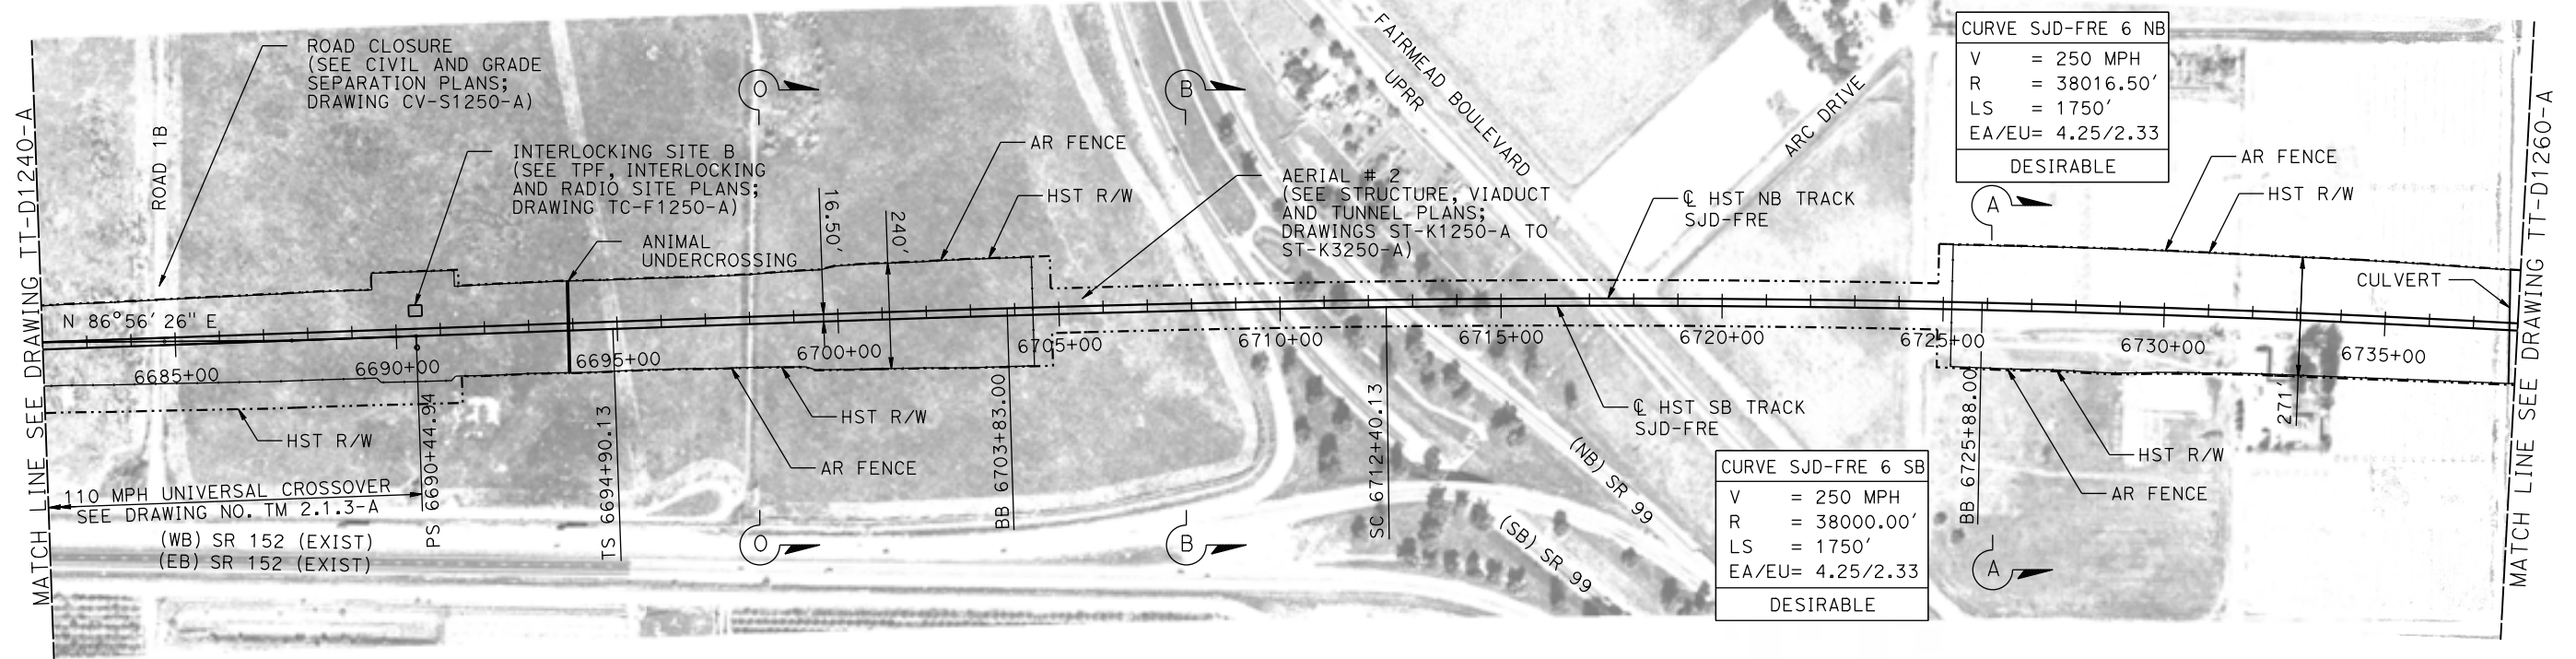 MATCH LINE SEE DRAWING TT-D1240-A
ROAD CLOSURE
(SEE CIVIL AND GRADE
SEPARATION PLANS;
DRAWING CV-S1250-A)
ROAD 1B
INTERLOCKING SITE B
(SEE TPF, INTERLOCKING
AND RADIO SITE PLANS;
DRAWING TC-F1250-A)
ANIMAL
UNDERCROSSING
O
16.50'
240'
AR FENCE
HST R/W
B
AERIAL # 2
(SEE STRUCTURE, VIADUCT
AND TUNNEL PLANS;
DRAWINGS ST-K1250-A TO
ST-K3250-A)
FAIRMEAD BOULEVARD
UPRR
ARC DRIVE
℄ HST NB TRACK
SJD-FRE
CURVE SJD-FRE 6 NB
V = 250 MPH
R = 38016.50'
LS = 1750'
EA/EU= 4.25/2.33
DESIRABLE
A
AR FENCE
HST R/W
CULVERT
MATCH LINE SEE DRAWING TT-D1260-A
N 86°56' 26" E
6685+00
6690+00
6695+00
6700+00
6705+00
6710+00
6715+00
6720+00
6725+00
6730+00
6735+00
HST R/W
110 MPH UNIVERSAL CROSSOVER
SEE DRAWING NO. TM 2.1.3-A
(WB) SR 152 (EXIST)
(EB) SR 152 (EXIST)
PS 6690+44.94
TS 6694+90.13
HST R/W
AR FENCE
O
BB 6703+83.00
B
SC 6712+40.13
(NB) SR 99
(SB) SR 99
℄ HST SB TRACK
SJD-FRE
CURVE SJD-FRE 6 SB
V = 250 MPH
R = 38000.00'
LS = 1750'
EA/EU= 4.25/2.33
DESIRABLE
BB 6725+88.00
A
HST R/W
AR FENCE
271'